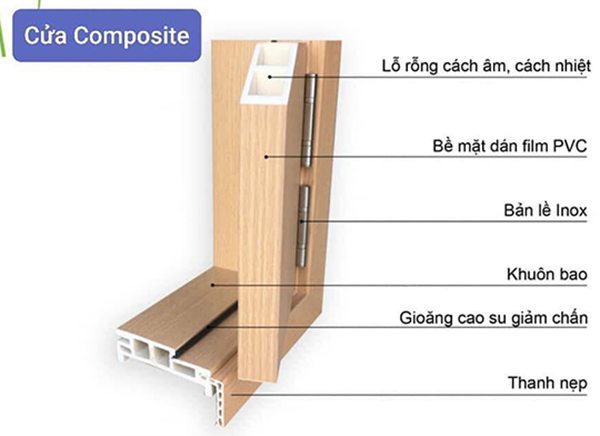 Cửa Composite
Lỗ rỗng cách âm, cách nhiệt
Bề mặt dán film PVC
Bản lề Inox
Khuôn bao
Gioăng cao su giảm chấn
Thanh nẹp